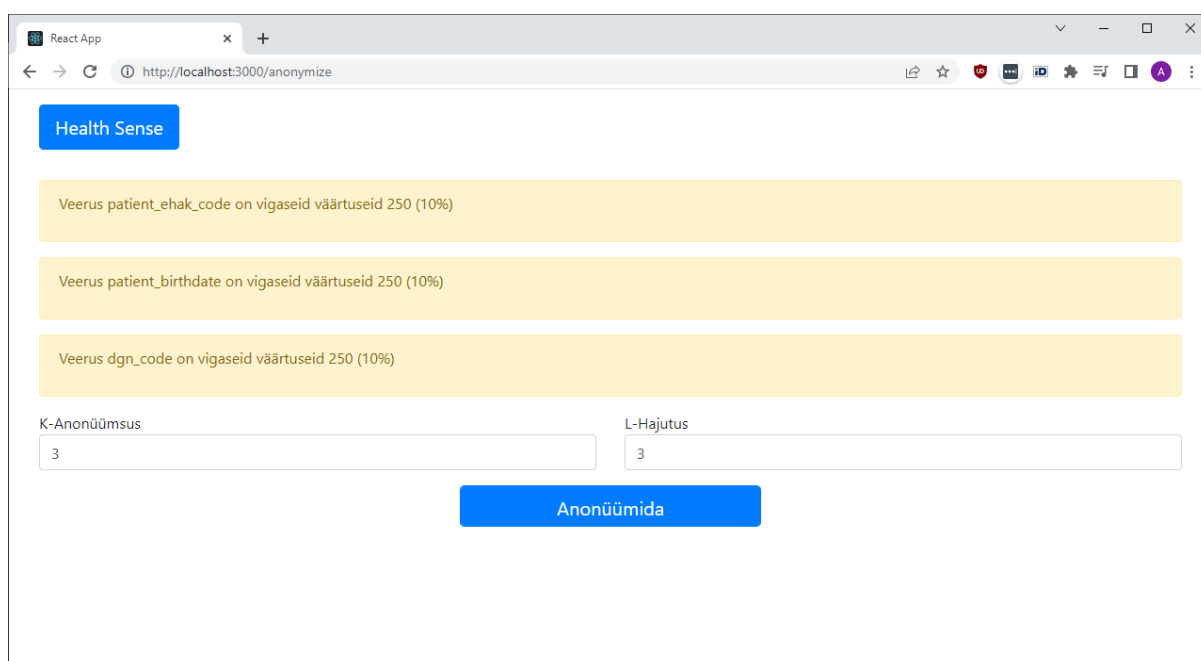 React App
http://localhost:3000/anonymize
A
Health Sense
Veerus patient_ehak_code on vigaseid väärtuseid 250 (10%)
Veerus patient_birthdate on vigaseid väärtuseid 250 (10%)
Veerus dgn_code on vigaseid väärtuseid 250 (10%)
K-Anonüümsus L-Hajutus
3 3
Anonüümida